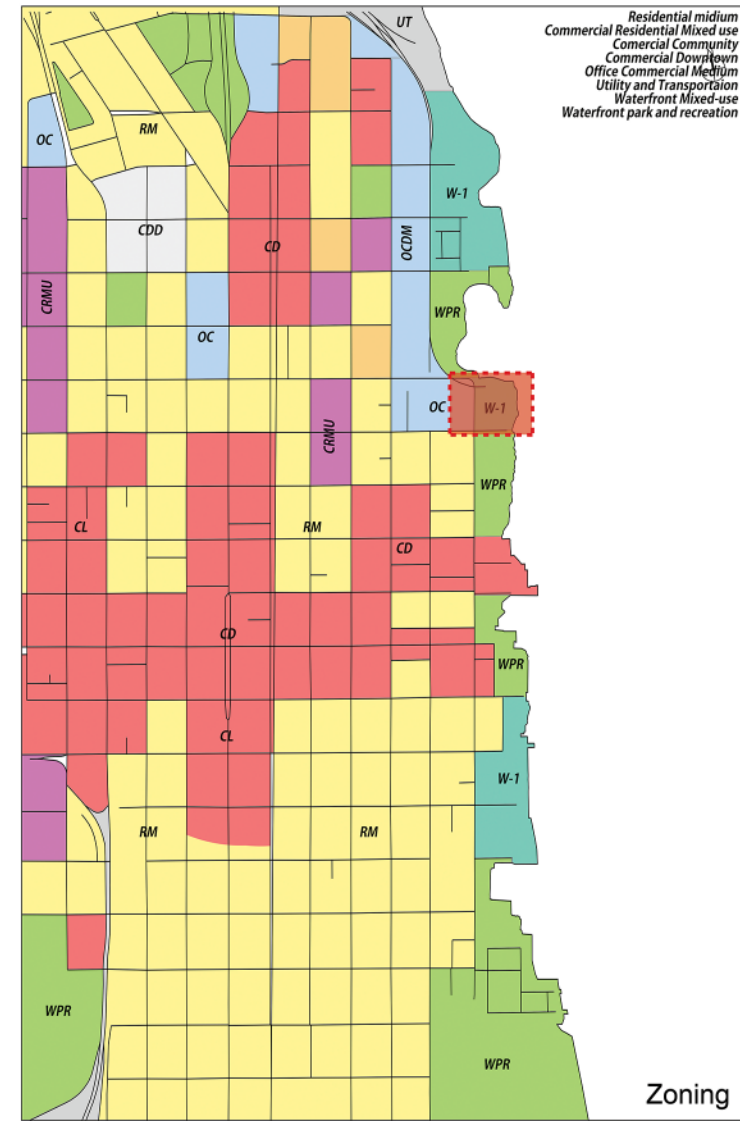 UT
Residential midium
Commercial Residential Mixed use
Comercial Community
Commercial Downtown
Office Commercial Medium
Utility and Transportaion
Waterfront Mixed-use
Waterfront park and recreation
OC
RM
W-1
CDD
CD
OCDM
CRMU
WPR
OC
OC
W-1
CRMU
WPR
CL
RM
CD
CD
WPR
CL
W-1
RM
RM
WPR
WPR
Zoning